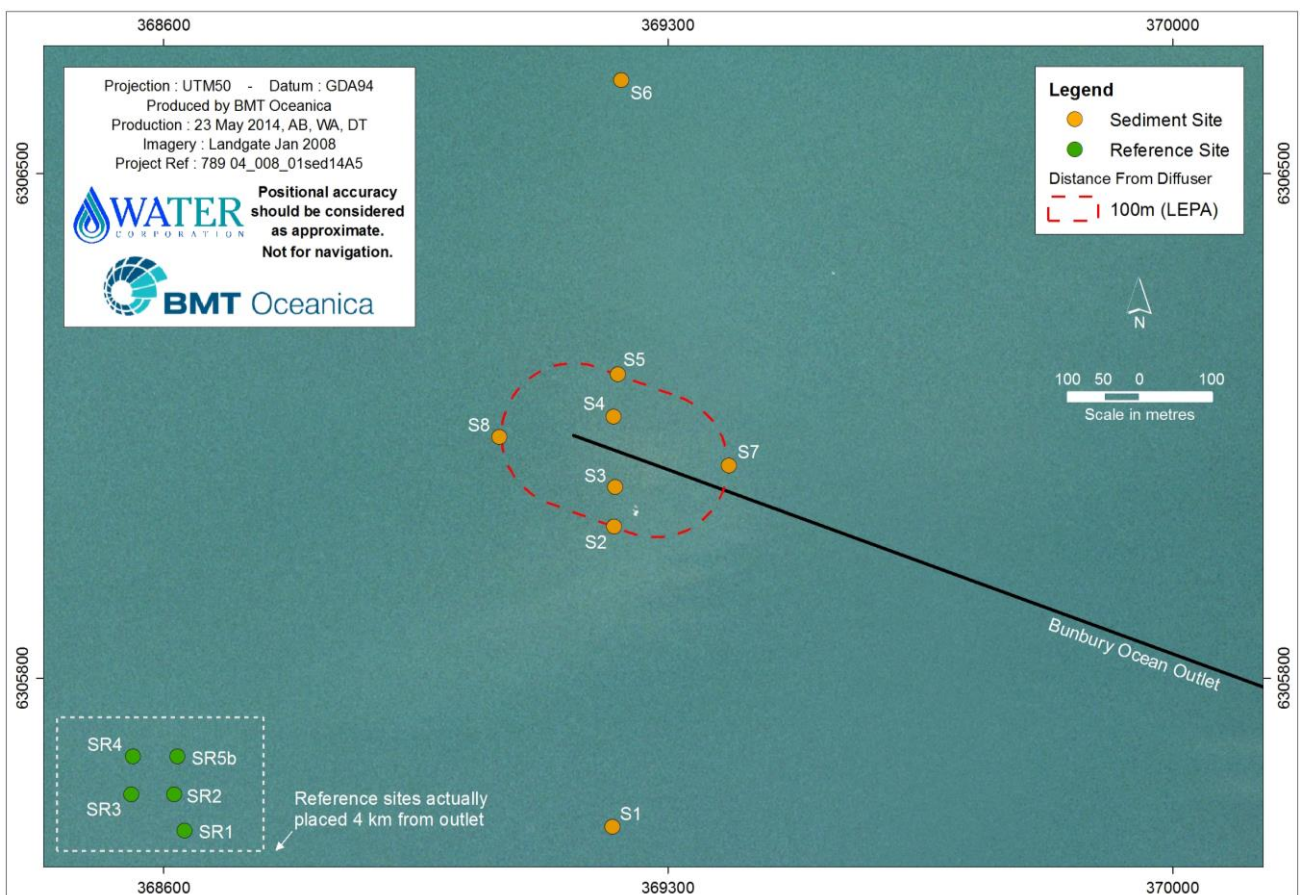 368600
369300
370000
Projection : UTM50 - Datum : GDA94
Produced by BMT Oceanica
Production : 23 May 2014, AB, WA, DT
Imagery : Landgate Jan 2008
Project Ref : 789 04_008_01sed14A5
WATER
CORPORATION
Positional accuracy
should be considered
as approximate.
Not for navigation.
BMT Oceanica
Legend
Sediment Site
Reference Site
Distance From Diffuser
100m (LEPA)
N
100 50 0 100
Scale in metres
6306500
6306500
S6
S5
S4
S8
S7
S3
S2
Bunbury Ocean Outlet
6305800
6305800
SR4
SR5b
SR3
SR2
SR1
Reference sites actually
placed 4 km from outlet
S1
368600
369300
370000